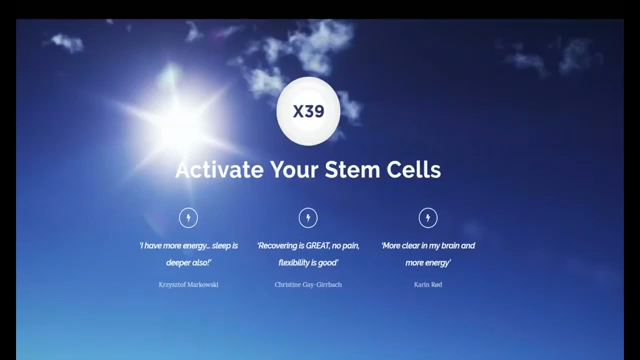 X39
Activate Your Stem Cells
'I have more energy... sleep is
deeper also!'
Krzysztof Markowski
'Recovering is GREAT, no pain,
flexibility is good'
Christine Gay-Girrbach
'More clear in my brain and
more energy'
Karin Rød